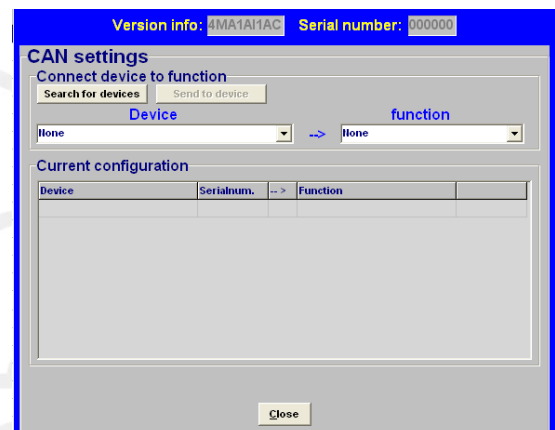 Version info: 4MA1AI1AC Serial number: 000000
CAN settings
Connect device to function
Search for devices Send to device
Device function
None --> None
Current configuration
Device Serialnum. --> Function
Close